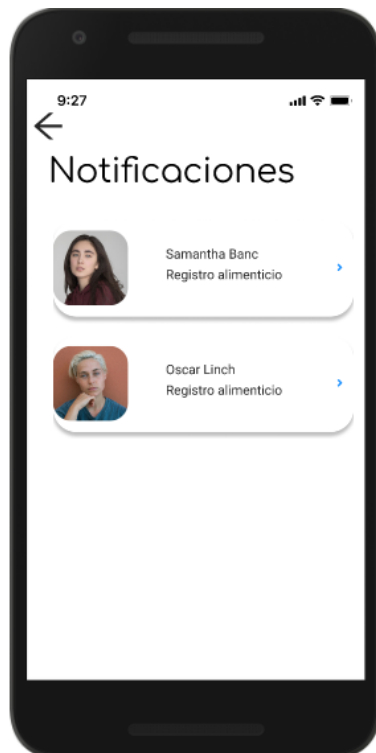 9:27
Notificaciones
Samantha Banc
Registro alimenticio
Oscar Linch
Registro alimenticio